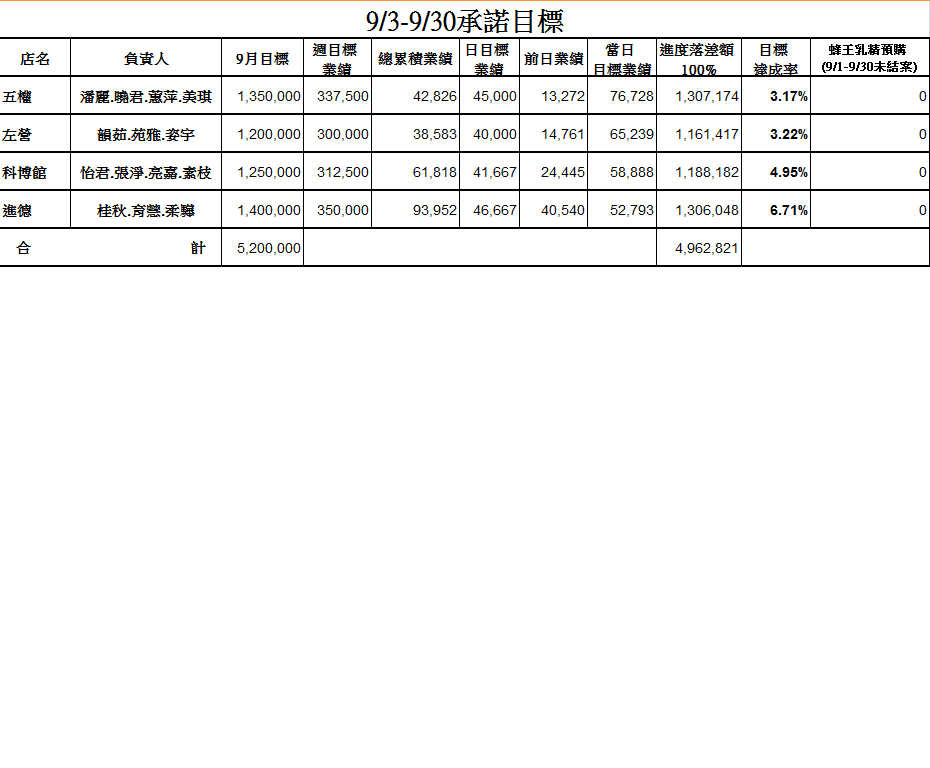 9/3-9/30承諾目標
店名 負責人 9月目標 週目標業績 總累積業績 日目標業績 前日業績 當日目標業績 進度落差額100% 目標達成率 蜂王乳精預購(9/1-9/30未結案)
五權 潘麗.曉君.蕙萍.美琪 1,350,000 337,500 42,826 45,000 13,272 76,728 1,307,174 3.17% 0
左營 韻茹.苑雅.姿宇 1,200,000 300,000 38,583 40,000 14,761 65,239 1,161,417 3.22% 0
科博館 怡君.張淨.亮嘉.素枝 1,250,000 312,500 61,818 41,667 24,445 58,888 1,188,182 4.95% 0
進德 桂秋.育戀.柔驊 1,400,000 350,000 93,952 46,667 40,540 52,793 1,306,048 6.71% 0
合 計 5,200,000 4,962,821